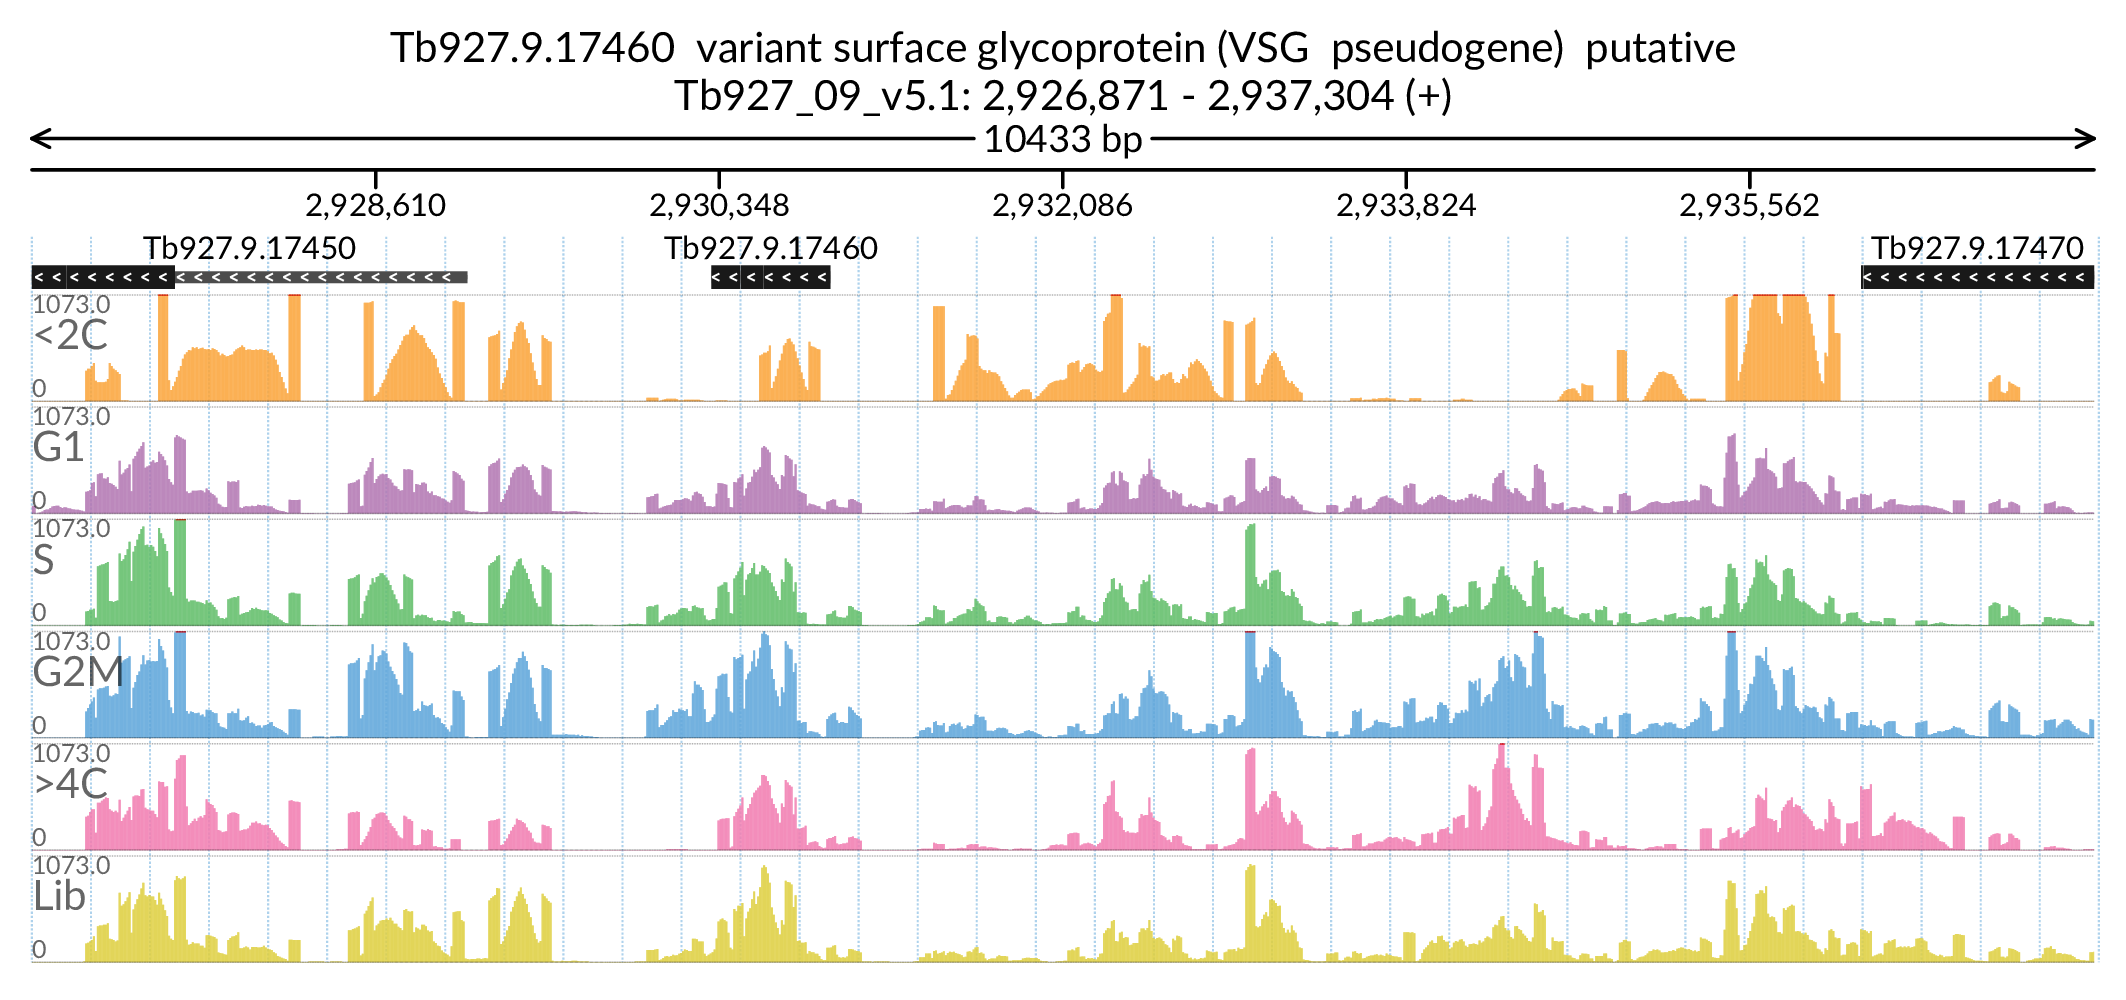 Tb927.9.17460 variant surface glycoprotein (VSG pseudogene) putative
Tb927_09_v5.1: 2,926,871 - 2,937,304 (+)
10433 bp
2,928,610 2,930,348 2,932,086 2,933,824 2,935,562
Tb927.9.17450 Tb927.9.17460 Tb927.9.17470
1073.0
<2C
0
1073.0
G1
0
1073.0
S
0
1073.0
G2M
0
1073.0
>4C
0
1073.0
Lib
0